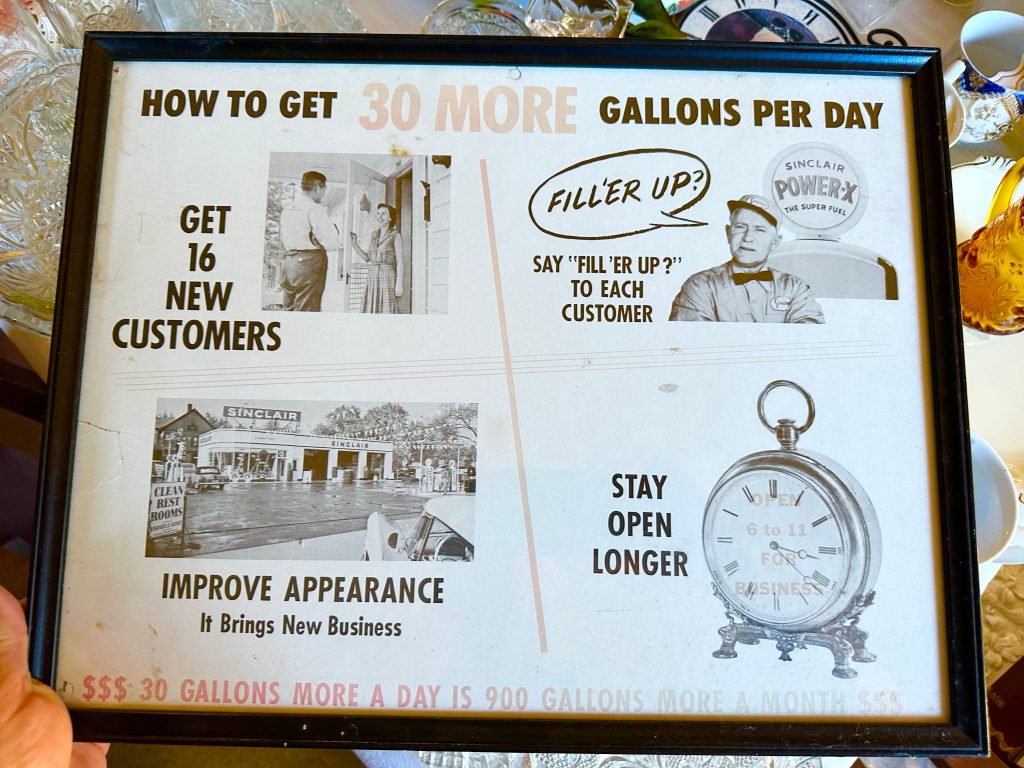 HOW TO GET 30 MORE GALLONS PER DAY
GET
16
NEW
CUSTOMERS
FILL'ER UP?
SAY "FILL 'ER UP?"
TO EACH
CUSTOMER
SINCLAIR
POWER-X
THE SUPER FUEL
SINCLAIR
SINCLAIR
CLEAN
REST
ROOMS
IMPROVE APPEARANCE
It Brings New Business
STAY
OPEN
LONGER
OPEN
6 to 11
FOR
BUSINESS
$$$ 30 GALLONS MORE A DAY IS 900 GALLONS MORE A MONTH $$$